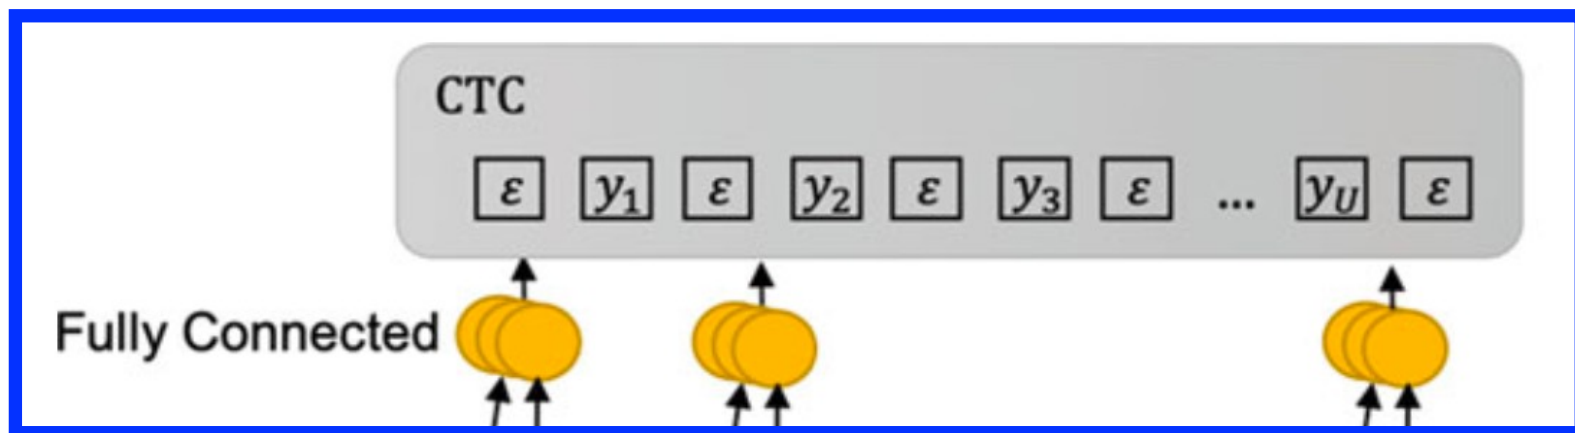 CTC
ε y₁ ε y₂ ε y₃ ε ... y_U ε
Fully Connected